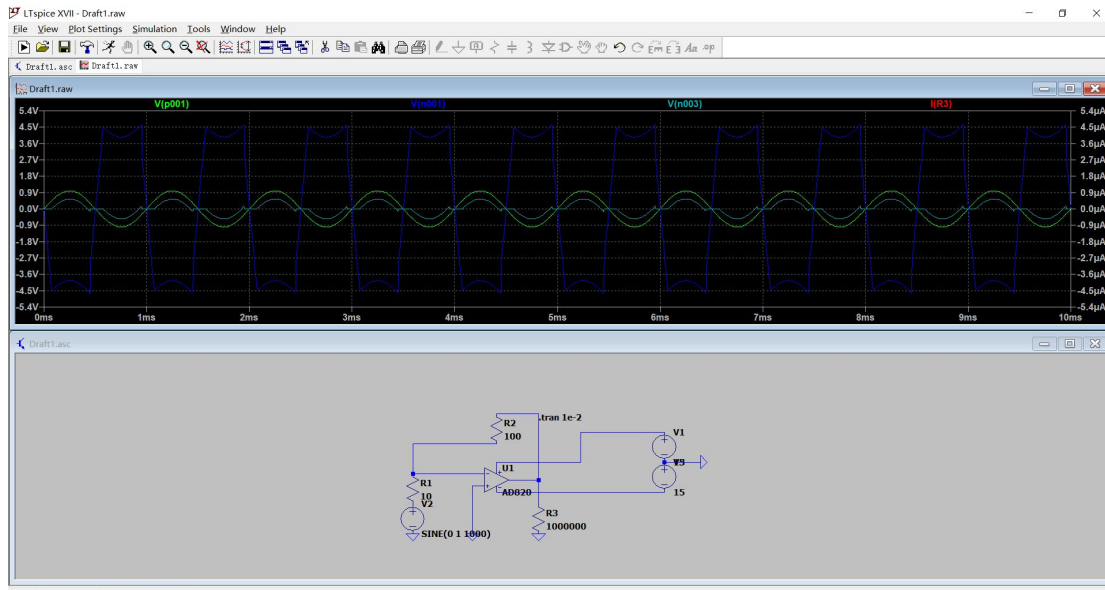 LTspice XVII - Draft1.raw
File View Plot Settings Simulation Tools Window Help
Draft1.asc Draft1.raw
Draft1.raw
V(p001) V(n001) V(n003) I(R3)
5.4V 5.4µA
4.5V 4.5µA
3.6V 3.6µA
2.7V 2.7µA
1.8V 1.8µA
0.9V 0.9µA
0.0V 0.0µA
-0.9V -0.9µA
-1.8V -1.8µA
-2.7V -2.7µA
-3.6V -3.6µA
-4.5V -4.5µA
-5.4V -5.4µA
0ms 1ms 2ms 3ms 4ms 5ms 6ms 7ms 8ms 9ms 10ms
Draft1.asc
.tran 1e-2
R2
100
V1
U1
R1
10
AD820
15
V2
R3
SINE(0 1 1000)
1000000